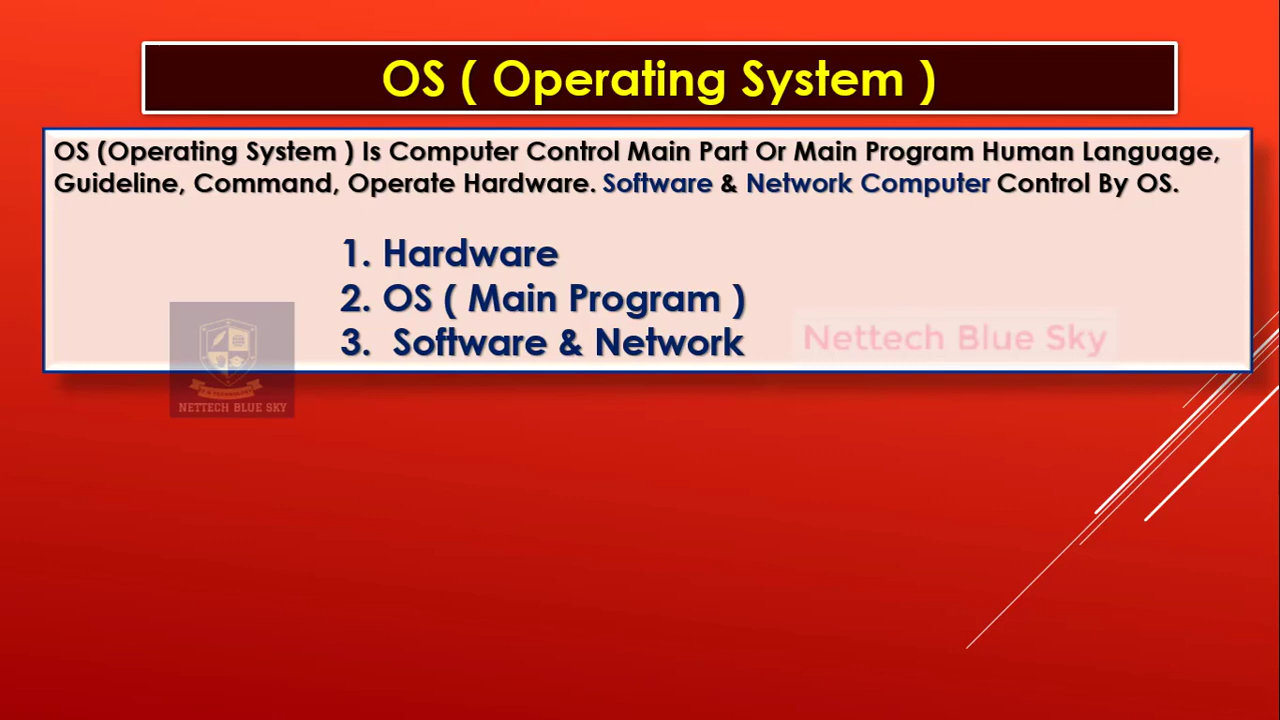 OS ( Operating System )
OS (Operating System ) Is Computer Control Main Part Or Main Program Human Language,
Guideline, Command, Operate Hardware. Software & Network Computer Control By OS.
1. Hardware
2. OS ( Main Program )
3. Software & Network
Nettech Blue Sky
NETTECH BLUE SKY